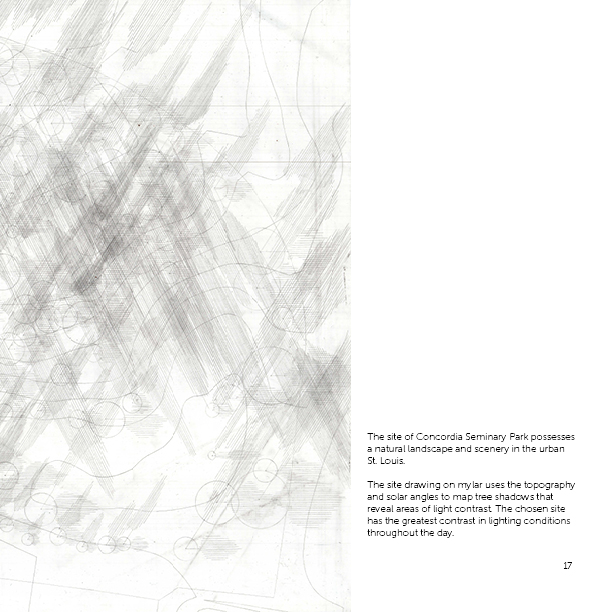 The site of Concordia Seminary Park possesses
a natural landscape and scenery in the urban
St. Louis.
The site drawing on mylar uses the topography
and solar angles to map tree shadows that
reveal areas of light contrast. The chosen site
has the greatest contrast in lighting conditions
throughout the day.
17